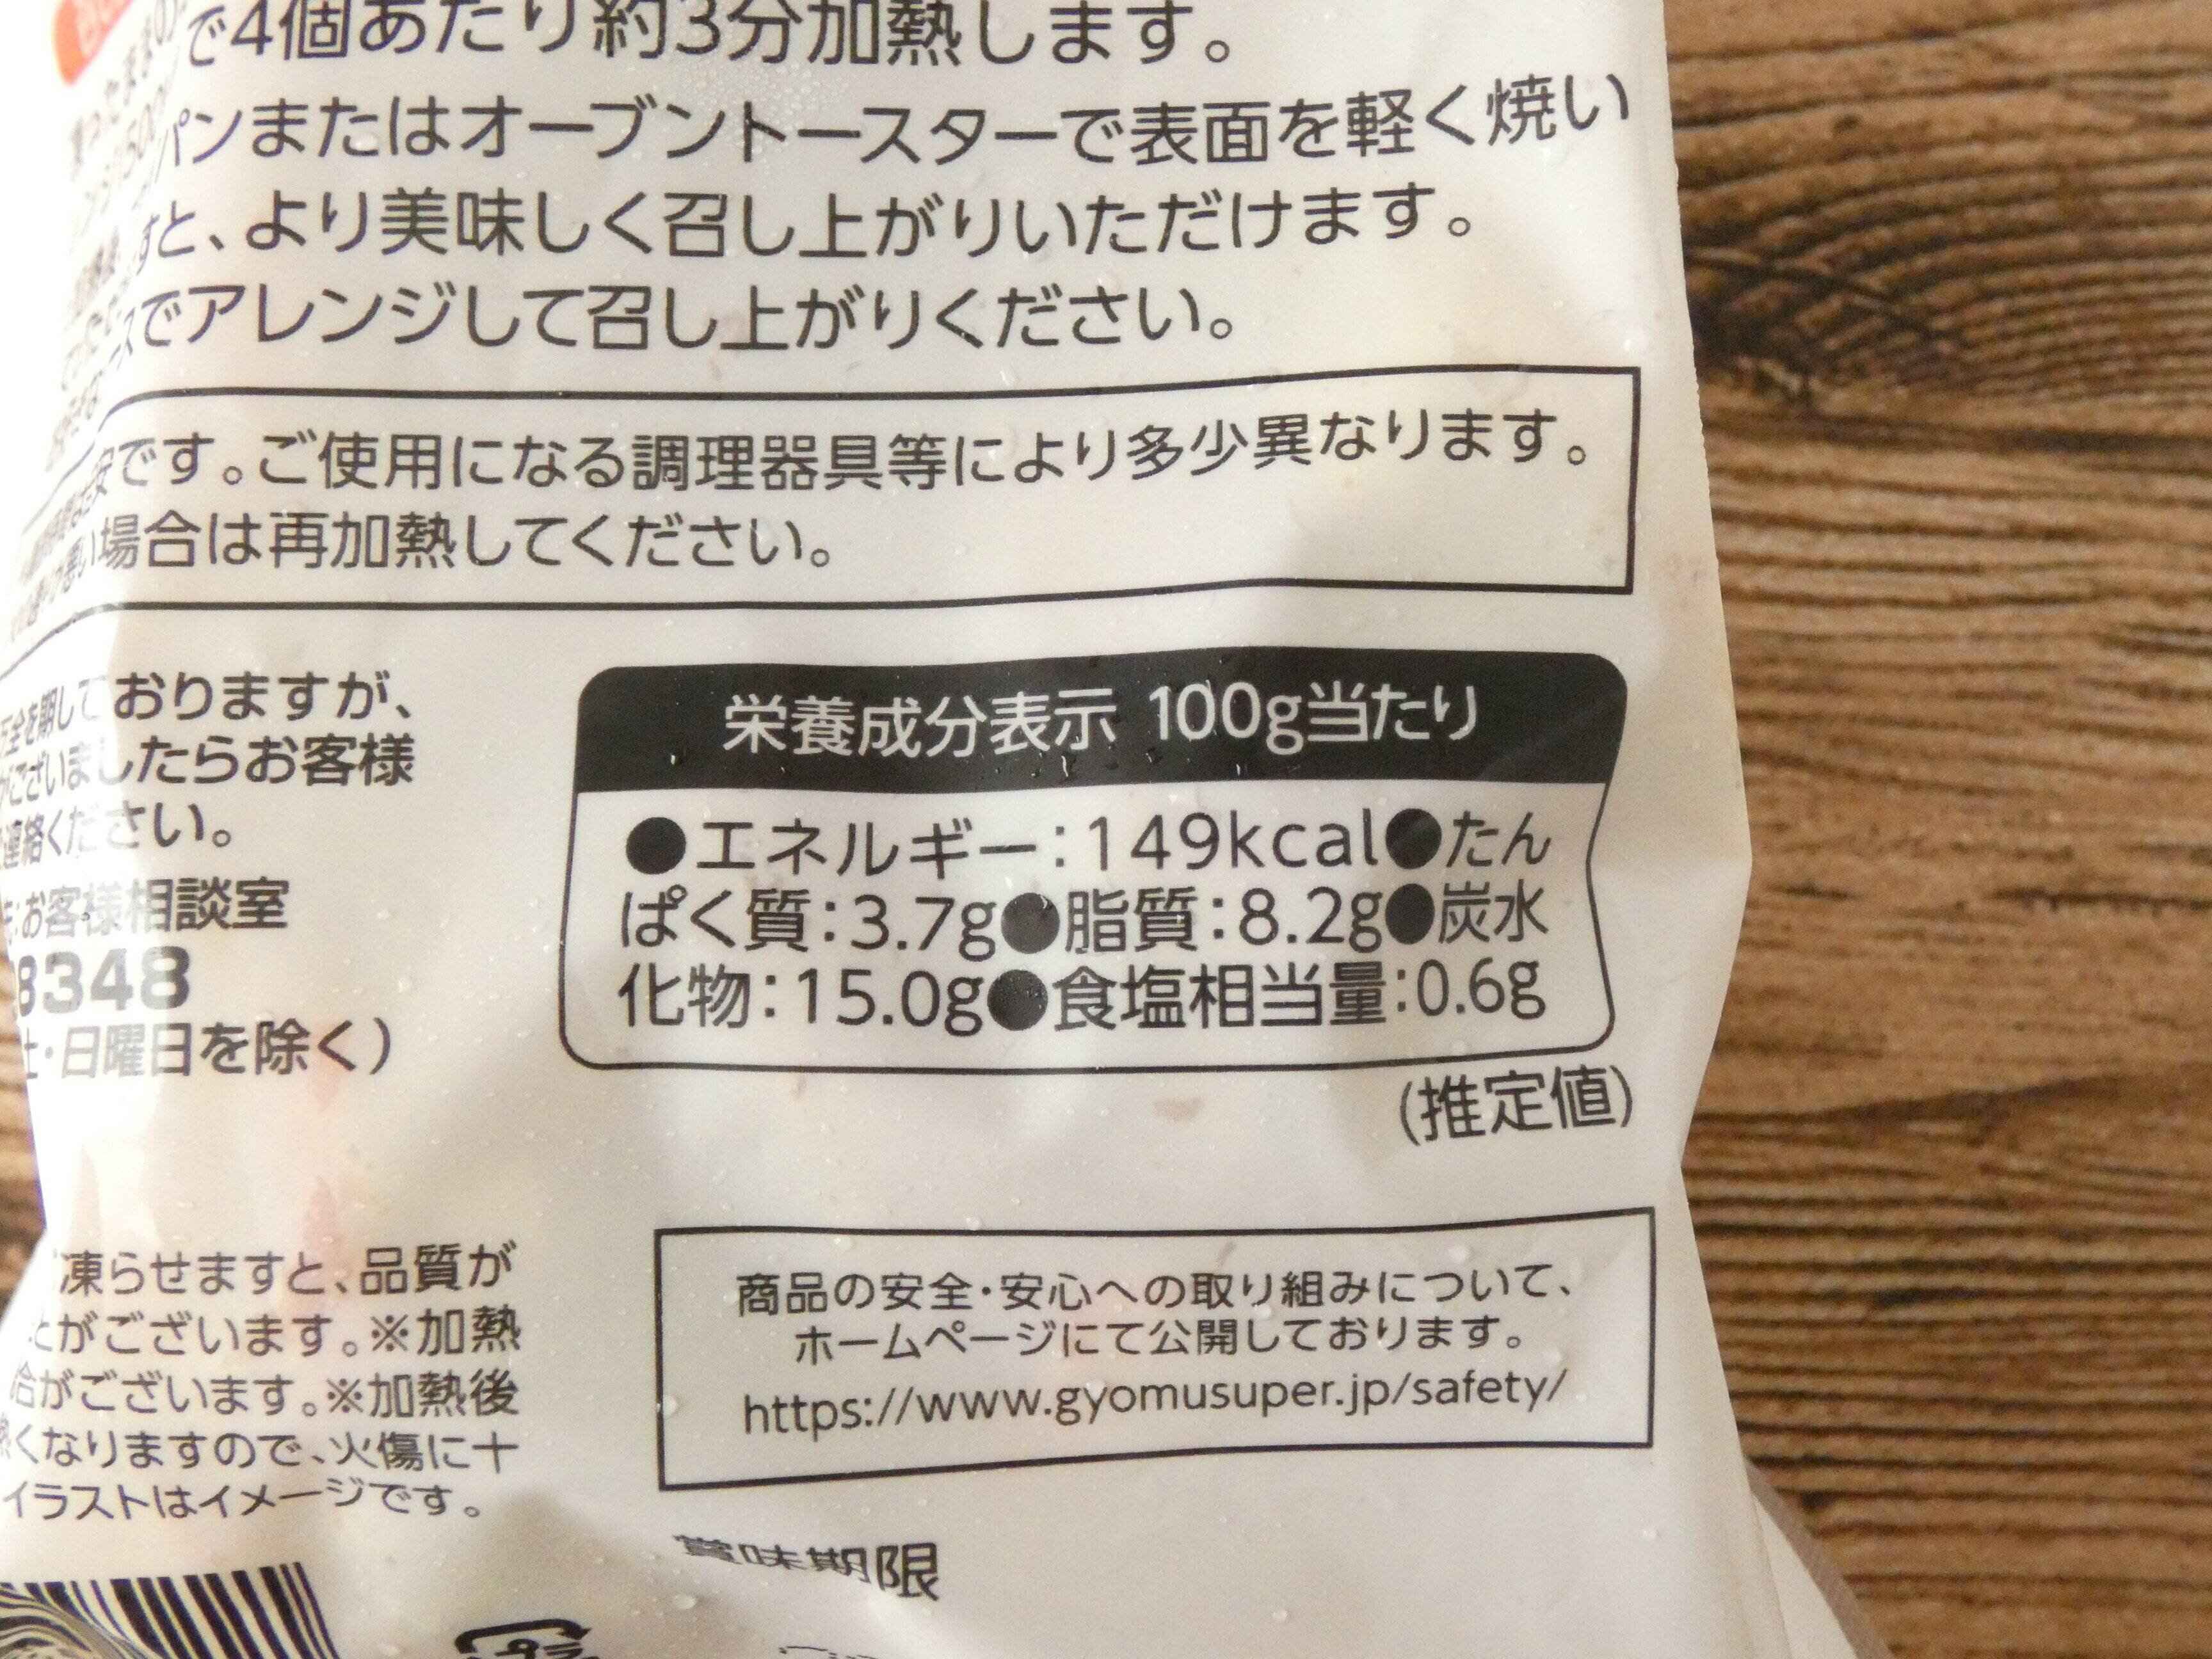 で4個あたり約3分加熱します。
パンまたはオーブントースターで表面を軽く焼い
すと、より美味しく召し上がりいただけます。
スでアレンジして召し上がりください。
安です。ご使用になる調理器具等により多少異なります。
場合は再加熱してください。
おりますが、
ございましたらお客様
連絡ください。
お客様相談室
8348
土・日曜日を除く)
栄養成分表示 100g当たり
●エネルギー:149kcal●たん
ぱく質:3.7g●脂質:8.2g●炭水
化物:15.0g●食塩相当量:0.6g
(推定値)
凍らせますと、品質が
とがございます。※加熱
合がございます。※加熱後
熱くなりますので、火傷に十
イラストはイメージです。
商品の安全・安心への取り組みについて、
ホームページにて公開しております。
https://www.gyomusuper.jp/safety/
賞味期限
プラ